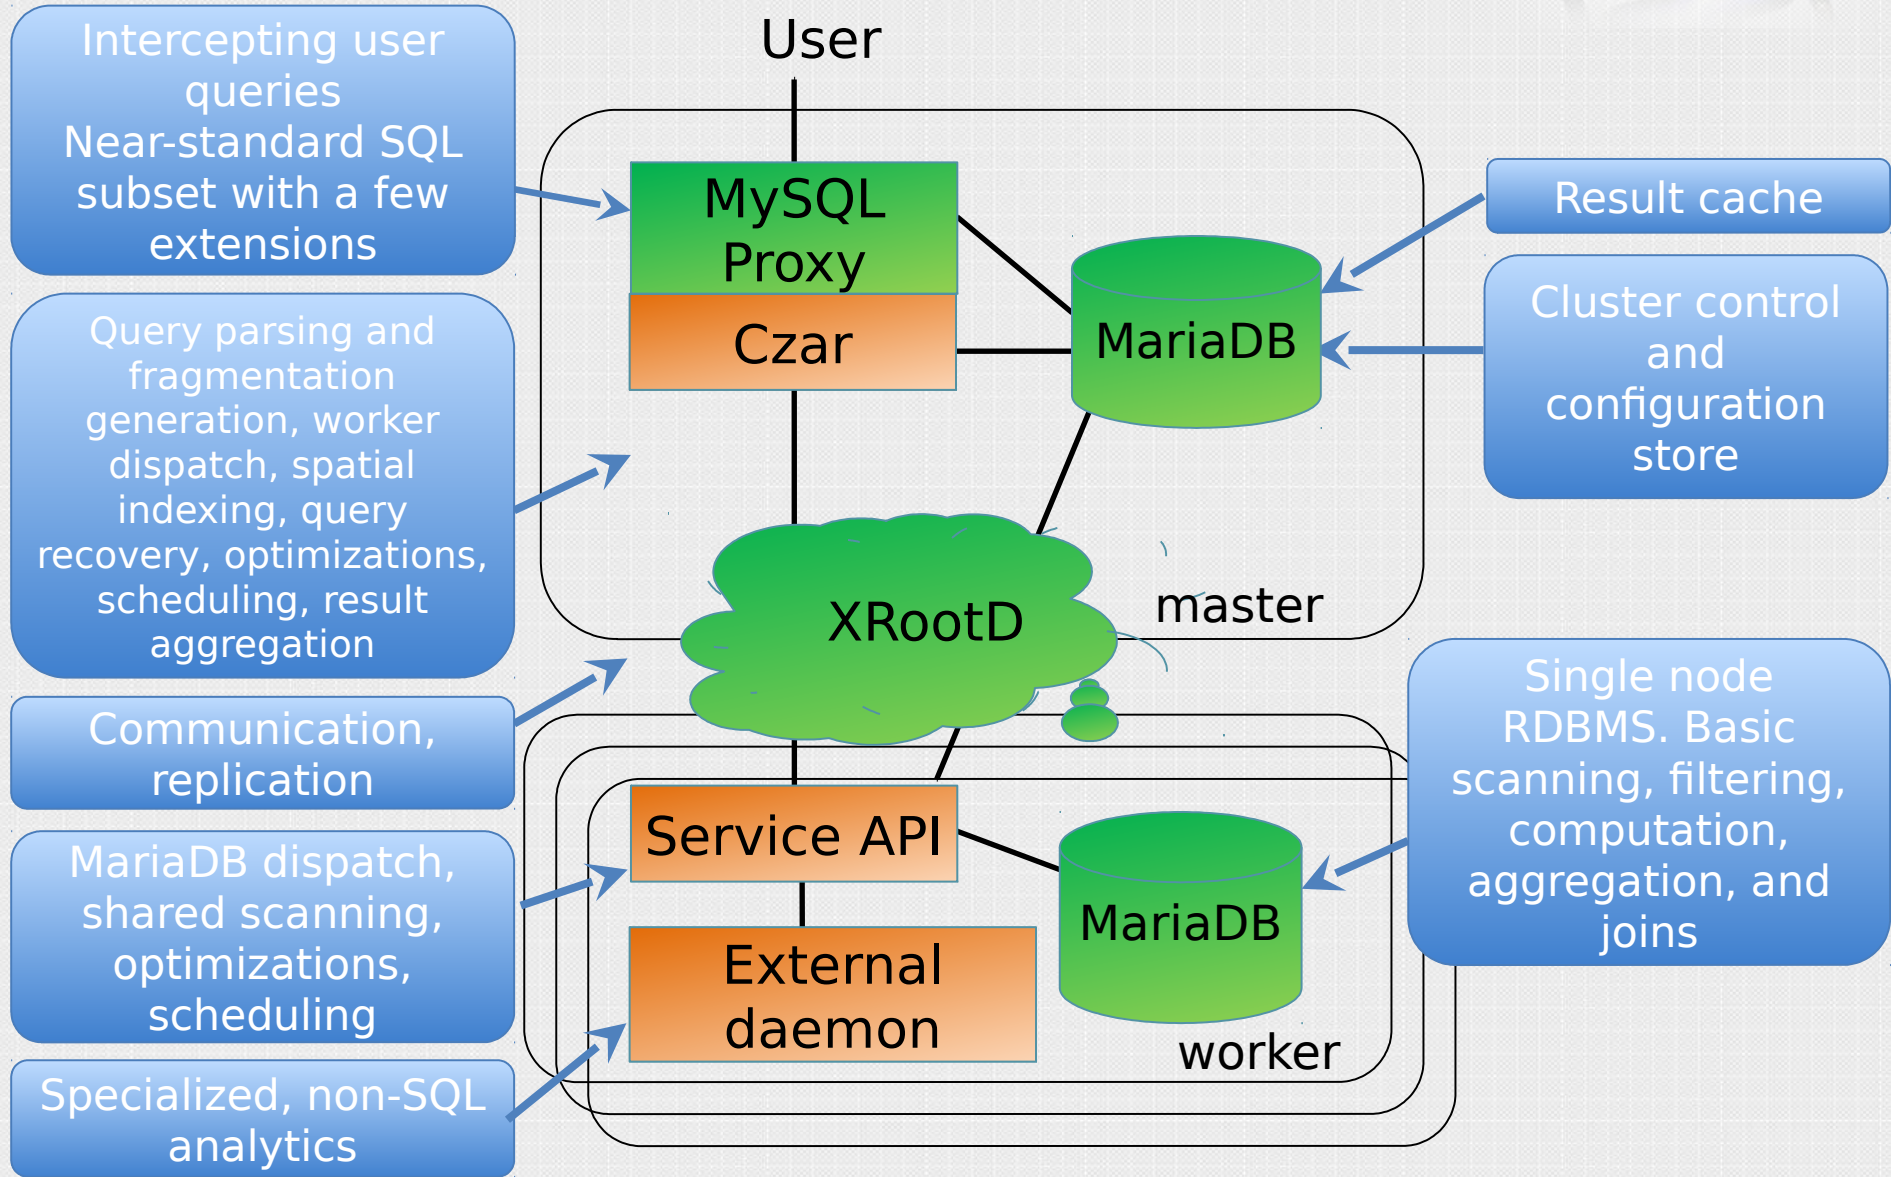 User
Intercepting user
queries
Near-standard SQL
subset with a few
extensions
MySQL
Proxy
Czar
MariaDB
Result cache
Cluster control
and
configuration
store
Query parsing and
fragmentation
generation, worker
dispatch, spatial
indexing, query
recovery, optimizations,
scheduling, result
aggregation
XRootD
master
Communication,
replication
Single node
RDBMS. Basic
scanning, filtering,
computation,
aggregation, and
joins
Service API
MariaDB
MariaDB dispatch,
shared scanning,
optimizations,
scheduling
External
daemon
worker
Specialized, non-SQL
analytics